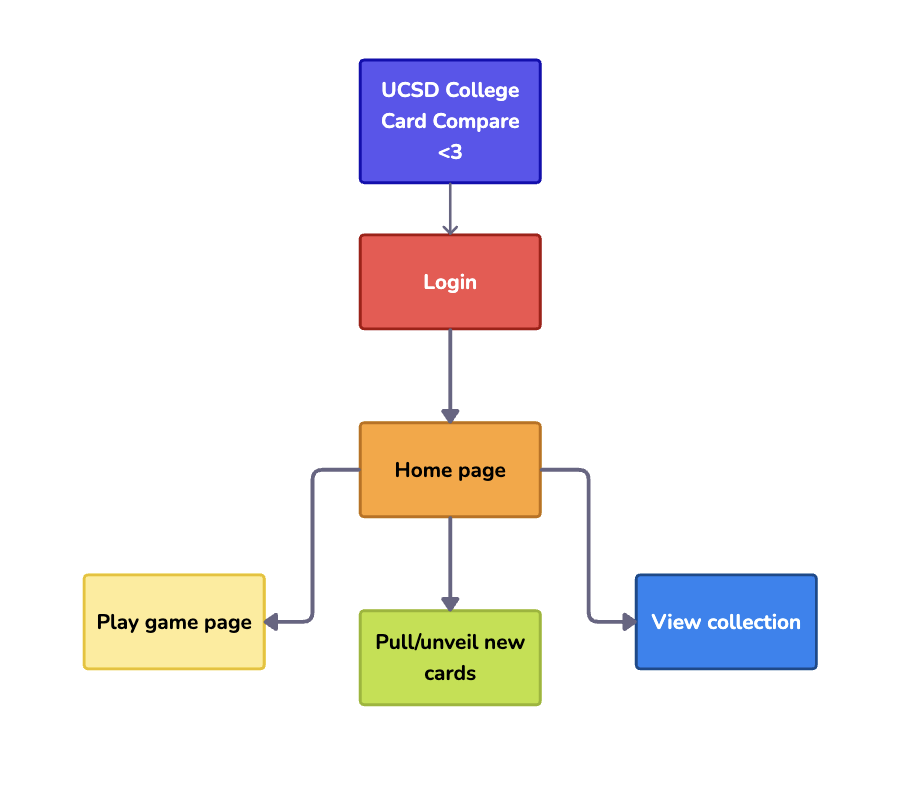 UCSD College
Card Compare
<3
Login
Home page
Play game page
Pull/unveil new
cards
View collection